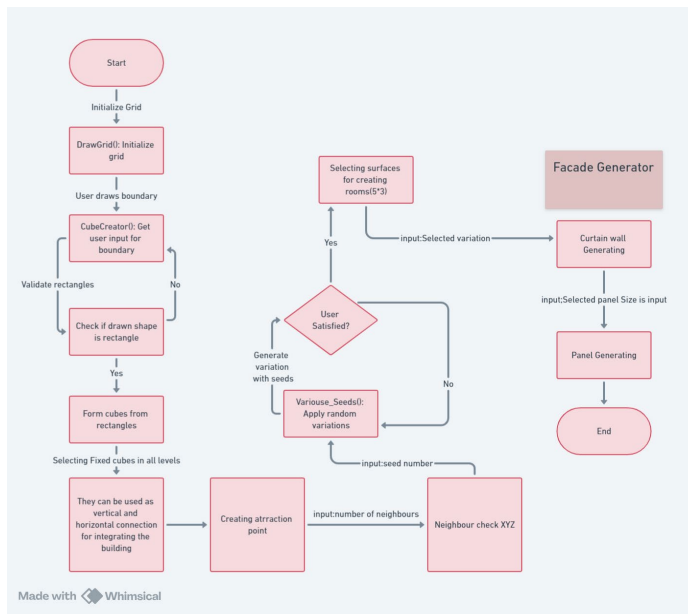 Start
Initialize Grid
DrawGrid(): Initialize
grid
User draws boundary
CubeCreator(): Get
user input for
boundary
Validate rectangles
No
Check if drawn shape
is rectangle
Yes
Form cubes from
rectangles
Selecting Fixed cubes in all levels
They can be used as
vertical and
horizontal connection
for integrating the
building
Creating atrraction
point
input:number of neighbours
Neighbour check XYZ
input:seed number
Variouse_Seeds():
Apply random
variations
Generate
variation
with seeds
User
Satisfied?
No
Yes
Selecting surfaces
for creating
rooms(5*3)
input:Selected variation
Facade Generator
Curtain wall
Generating
input;Selected panel Size is input
Panel Generating
End
Made with Whimsical